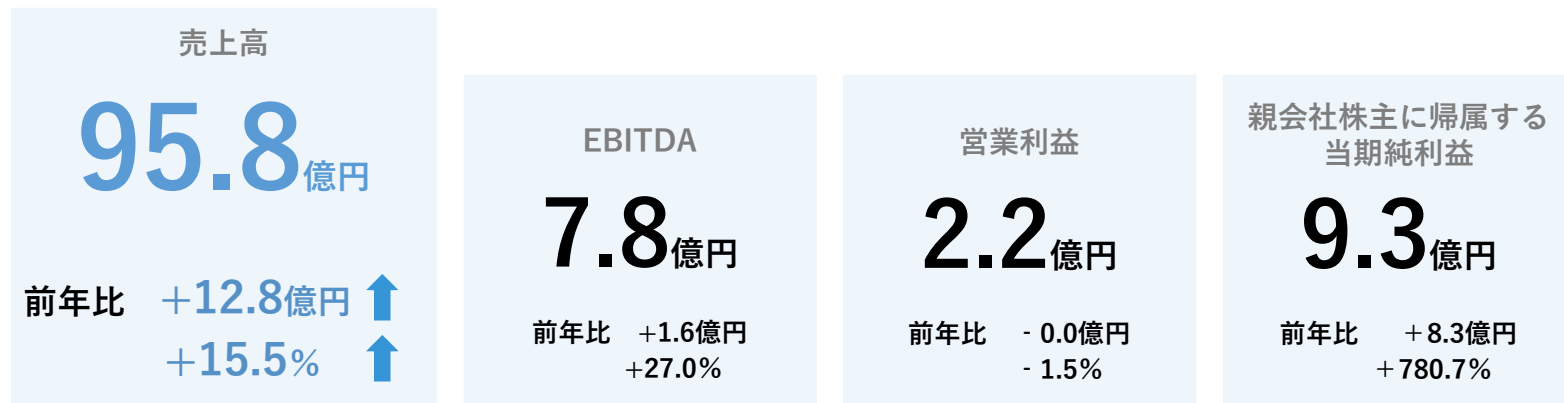 売上高
95.8億円
前年比 +12.8億円
+15.5%
EBITDA
7.8億円
前年比 +1.6億円
+27.0%
営業利益
2.2億円
前年比 - 0.0億円
- 1.5%
親会社株主に帰属する
当期純利益
9.3億円
前年比 +8.3億円
+780.7%